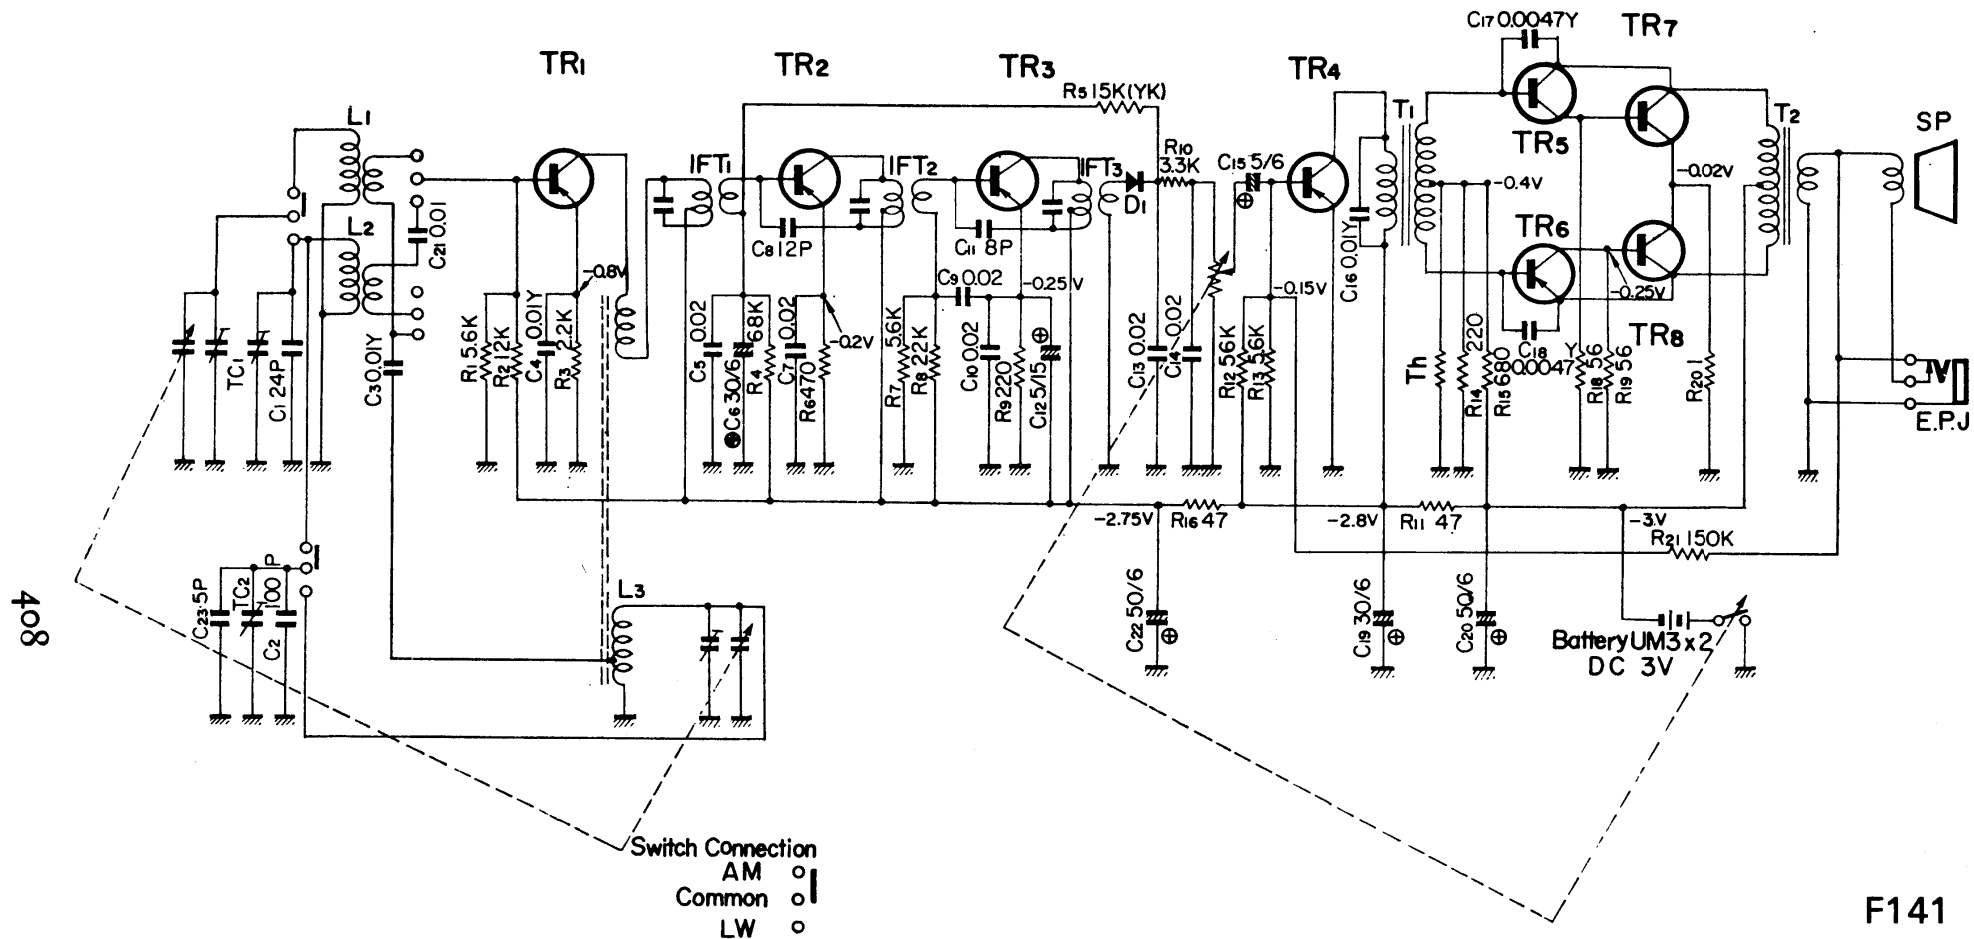 C17 0.0047Y
TR7
TR1
TR2
TR3
TR4
R5 15K(YK)
L1
T1
T2
SP
TR5
IFT1
IFT2
IFT3
R10
3.3K
C15 5/6
D1
-0.02V
-0.4V
L2
C21 0.01
TR6
C8 12P
C11 8P
C16 0.01Y
-0.8V
C9 0.02
-0.25V
-0.15V
-0.25V
TR8
TC1
C1 24P
C3 0.01Y
R1 5.6K
R2 12K
C4 0.01Y
R3 2.2K
C5 0.02
C6 30/6
R4 68K
C7 0.02
R6 470
-0.2V
R7 5.6K
R8 22K
C10 0.02
R9 220
C12 5/15
C13 0.02
C14 0.02
R12 56K
R13 5.6K
Th
R14 220
R15 680
C18
0.0047Y
R18 56
R19 56
R20 1
E.P.J
-2.75V
R16 47
-2.8V
R11 47
-3.V
R21 150K
C23 5P
TC2
C2 100P
L3
C22 50/6
C19 30/6
C20 50/6
Battery UM3x2
DC 3V
408
Switch Connection
AM
Common
LW
F141